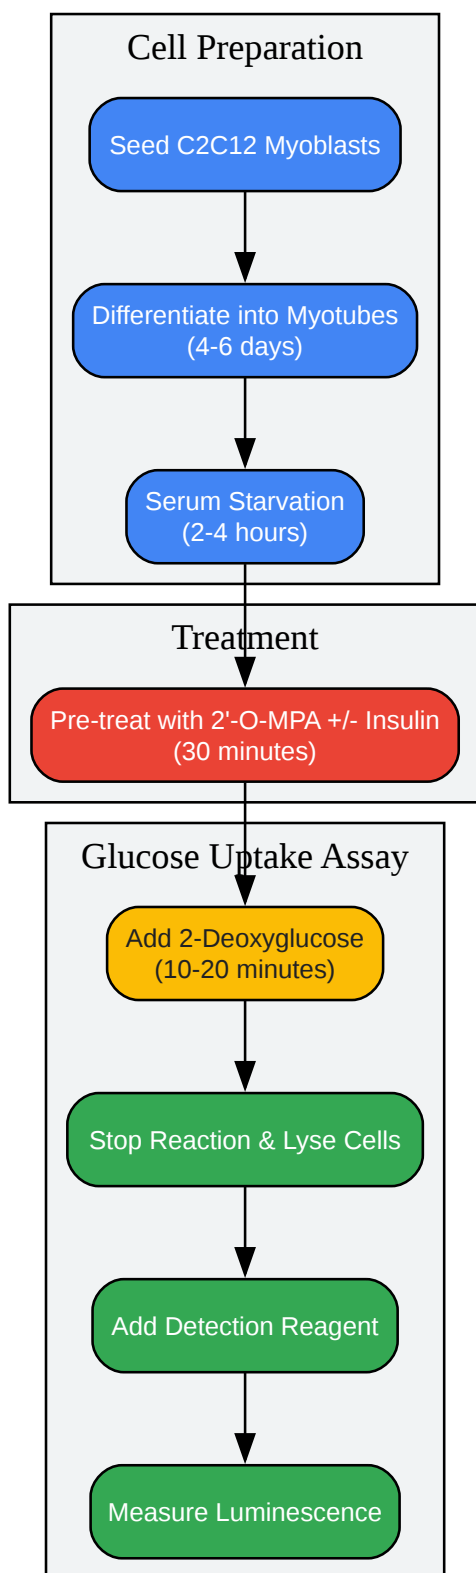 Cell Preparation
Seed C2C12 Myoblasts
Differentiate into Myotubes
(4-6 days)
Serum Starvation
(2-4 hours)
Treatment
Pre-treat with 2'-O-MPA +/- Insulin
(30 minutes)
Glucose Uptake Assay
Add 2-Deoxyglucose
(10-20 minutes)
Stop Reaction & Lyse Cells
Add Detection Reagent
Measure Luminescence